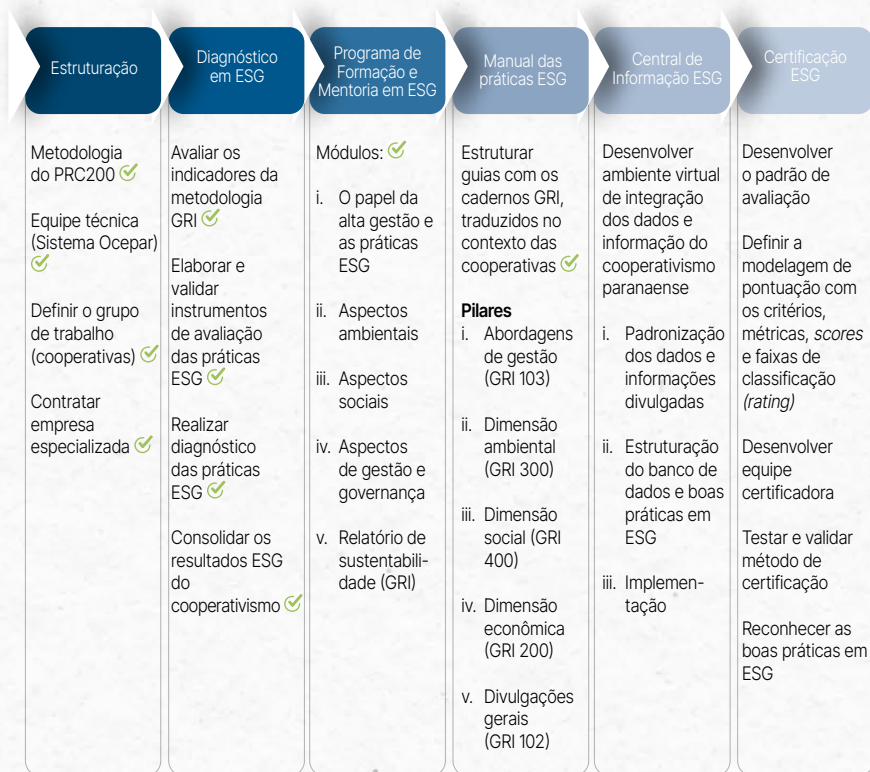 Estruturação
Diagnóstico
em ESG
Programa de
Formação e
Mentoria em ESG
Manual das
práticas ESG
Central de
Informação ESG
Certificação
ESG
Metodologia
do PRC200
Equipe técnica
(Sistema Ocepar)
Definir o grupo
de trabalho
(cooperativas)
Contratar
empresa
especializada
Avaliar os
indicadores da
metodologia
GRI
Elaborar e
validar
instrumentos
de avaliação
das práticas
ESG
Realizar
diagnóstico
das práticas
ESG
Consolidar os
resultados ESG
do
cooperativismo
Módulos:
i. O papel da
alta gestão e
as práticas
ESG
ii. Aspectos
ambientais
iii. Aspectos
sociais
iv. Aspectos
de gestão e
governança
v. Relatório de
sustentabili-
dade (GRI)
Estruturar
guias com os
cadernos GRI,
traduzidos no
contexto das
cooperativas
Pilares
i. Abordagens
de gestão
(GRI 103)
ii. Dimensão
ambiental
(GRI 300)
iii. Dimensão
social (GRI
400)
iv. Dimensão
econômica
(GRI 200)
v. Divulgações
gerais
(GRI 102)
Desenvolver
ambiente virtual
de integração
dos dados e
informação do
cooperativismo
paranaense
i. Padronização
dos dados e
informações
divulgadas
ii. Estruturação
do banco de
dados e boas
práticas em
ESG
iii. Implemen-
tação
Desenvolver
o padrão de
avaliação
Definir a
modelagem de
pontuação com
os critérios,
métricas, scores
e faixas de
classificação
(rating)
Desenvolver
equipe
certificadora
Testar e validar
método de
certificação
Reconhecer as
boas práticas em
ESG